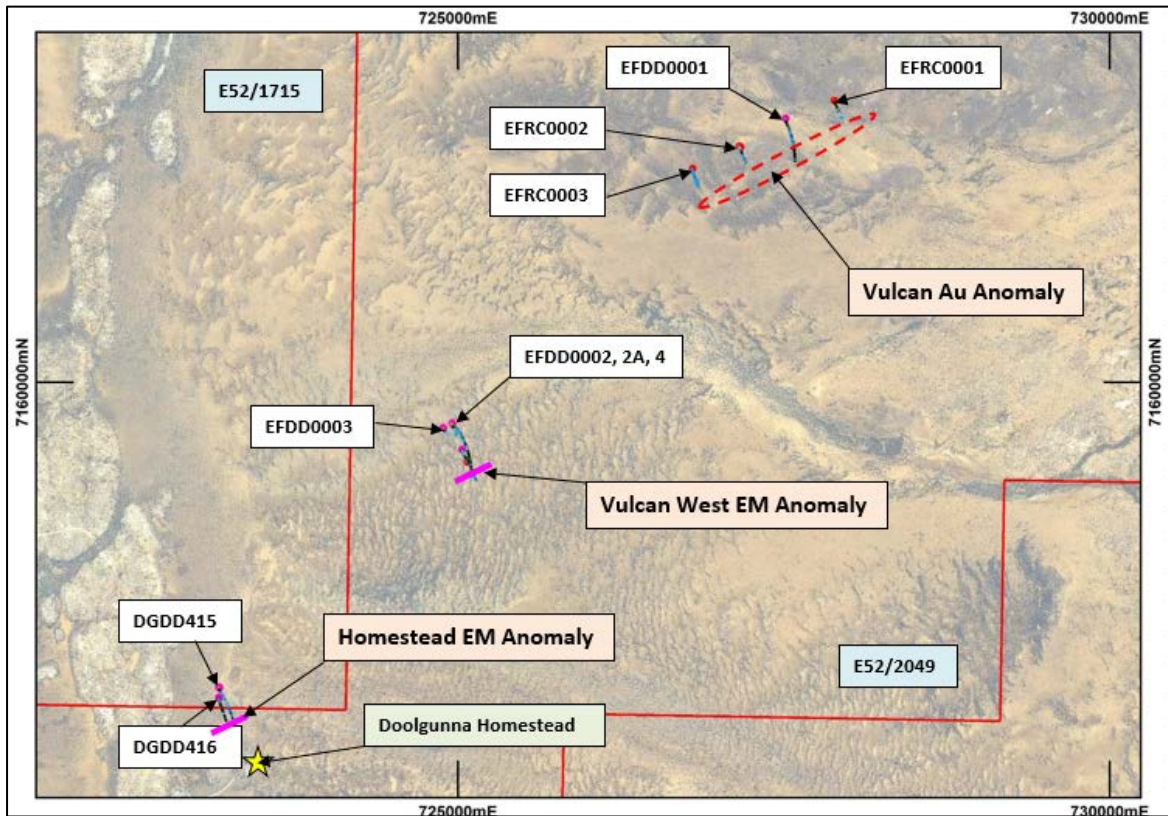 725000mE
730000mE
E52/1715
EFDD0001
EFRC0001
EFRC0002
EFRC0003
Vulcan Au Anomaly
7160000mN
7160000mN
EFDD0002, 2A, 4
EFDD0003
Vulcan West EM Anomaly
DGDD415
Homestead EM Anomaly
E52/2049
DGDD416
Doolgunna Homestead
725000mE
730000mE